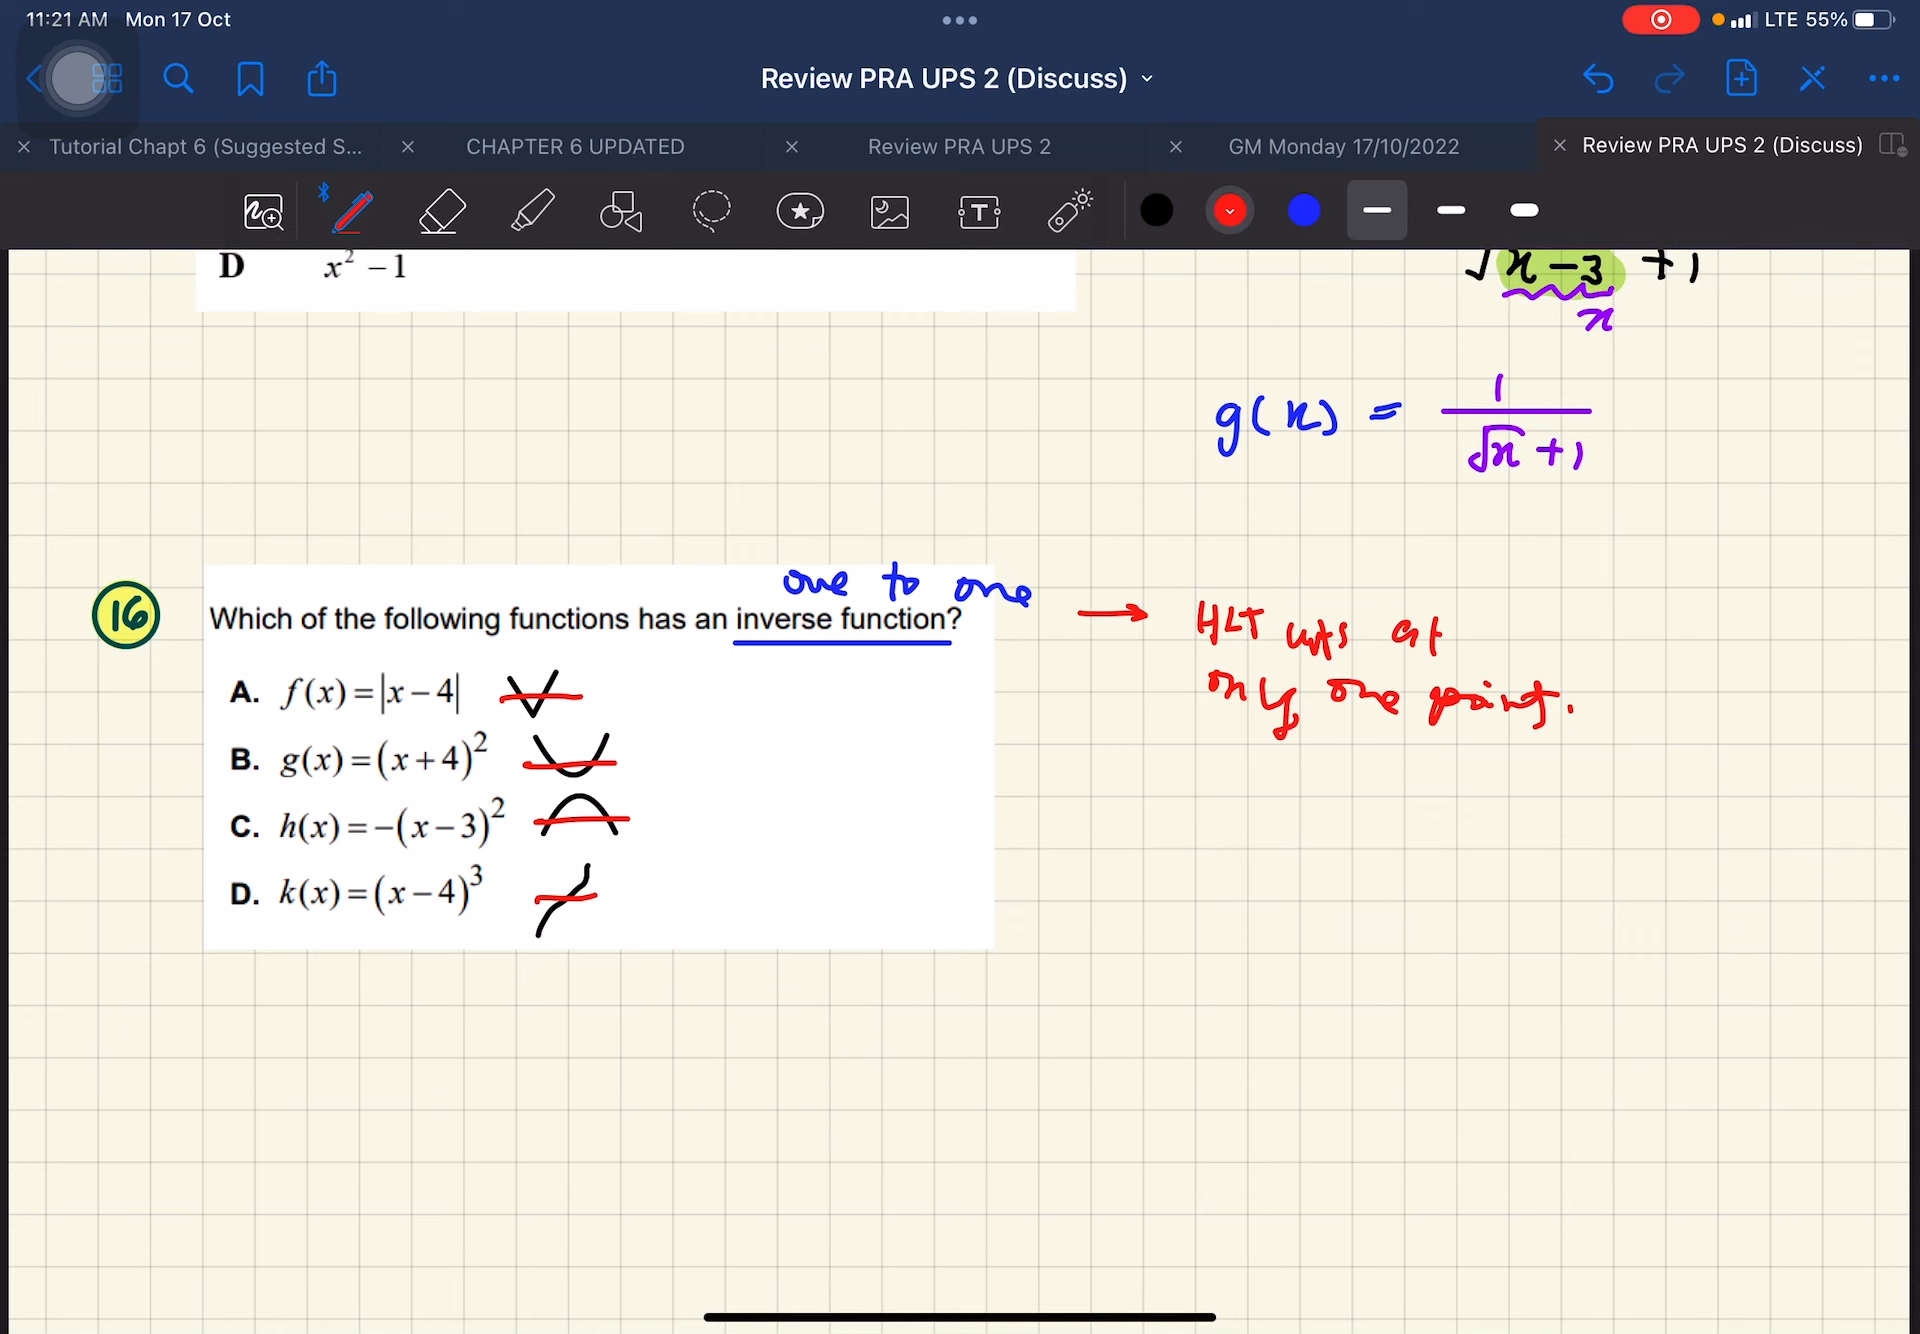 11:21 AM Mon 17 Oct
LTE 55%
Review PRA UPS 2 (Discuss)
Tutorial Chapt 6 (Suggested S...
CHAPTER 6 UPDATED
Review PRA UPS 2
GM Monday 17/10/2022
Review PRA UPS 2 (Discuss)
T
D x² − 1
√x − 3 + 1
x
g(x) = 1/(√x + 1)
one to one
16 Which of the following functions has an inverse function?
→ HLT cuts at
only one point.
A. f(x) = |x − 4|
B. g(x) = (x + 4)²
C. h(x) = −(x − 3)²
D. k(x) = (x − 4)³